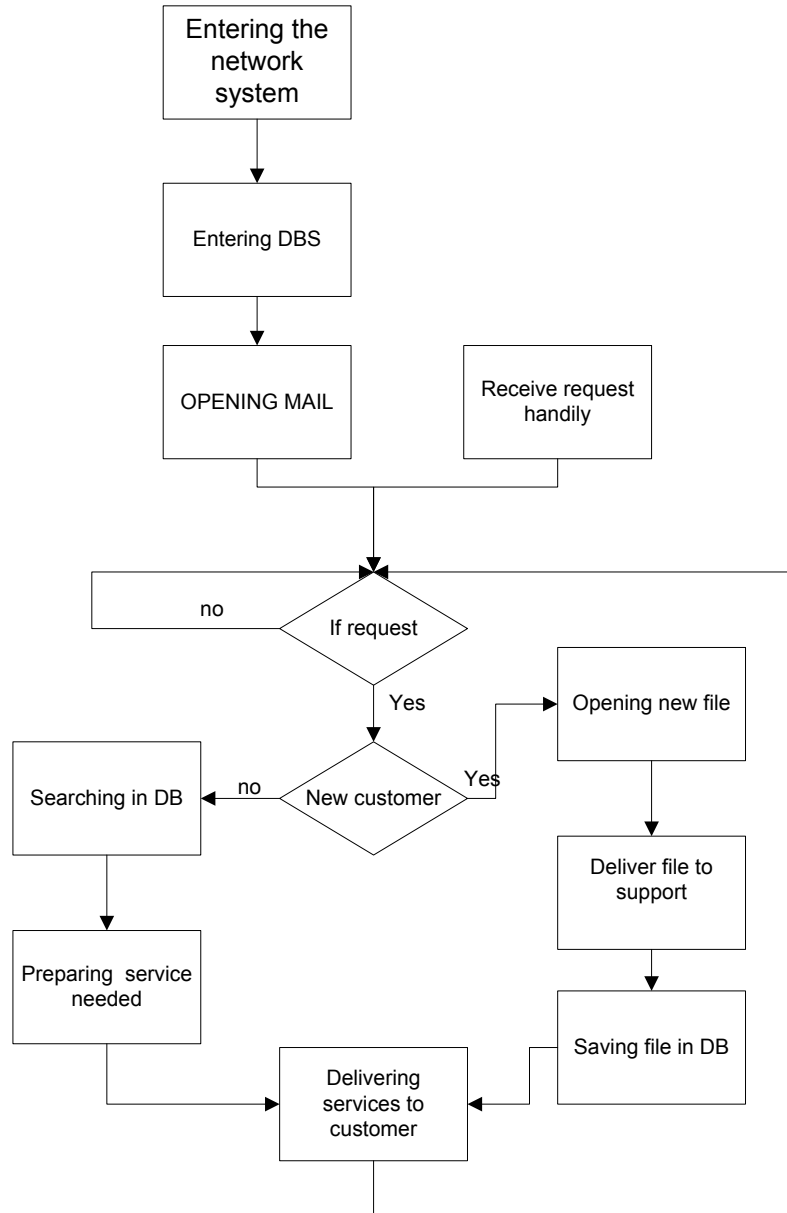 Entering the
network
system
Entering DBS
OPENING MAIL
Receive request
handily
no
If request
Yes
Opening new file
Searching in DB
no
New customer
Yes
Deliver file to
support
Preparing service
needed
Saving file in DB
Delivering
services to
customer